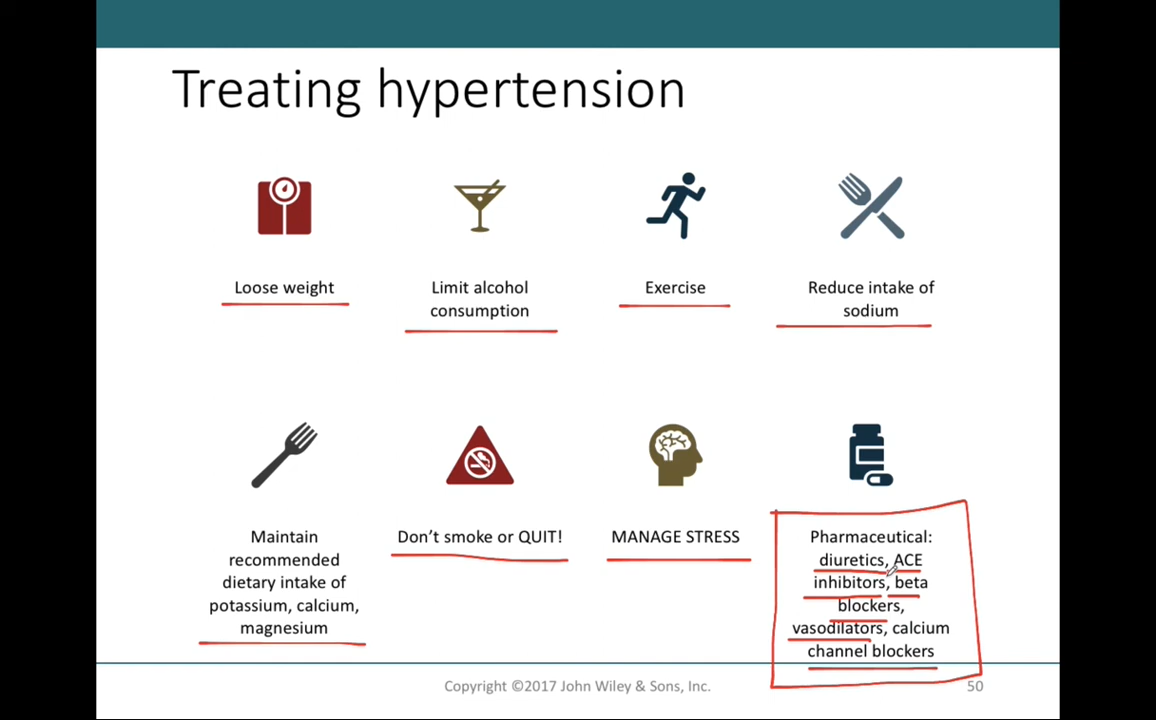 Treating hypertension
Loose weight
Limit alcohol
consumption
Exercise
Reduce intake of
sodium
Maintain
recommended
dietary intake of
potassium, calcium,
magnesium
Don't smoke or QUIT!
MANAGE STRESS
Pharmaceutical:
diuretics, ACE
inhibitors, beta
blockers,
vasodilators, calcium
channel blockers
Copyright ©2017 John Wiley & Sons, Inc.
50